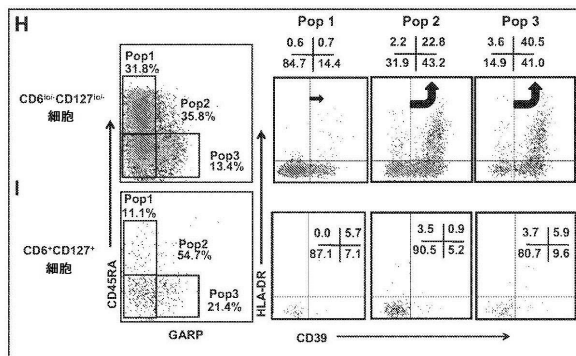 H
Pop 1 Pop 2 Pop 3
0.6 0.7 2.2 22.8 3.6 40.5
84.7 14.4 31.9 43.2 14.9 41.0
Pop1
31.8%
CD6lo/-CD127lo/-
細胞
Pop2
35.8%
Pop3
13.4%
I
Pop1
11.1%
CD6+CD127+
細胞
Pop2
54.7%
Pop3
21.4%
CD45RA
GARP
HLA-DR
0.0 5.7
87.1 7.1
3.5 0.9
90.5 5.2
3.7 5.9
80.7 9.6
CD39